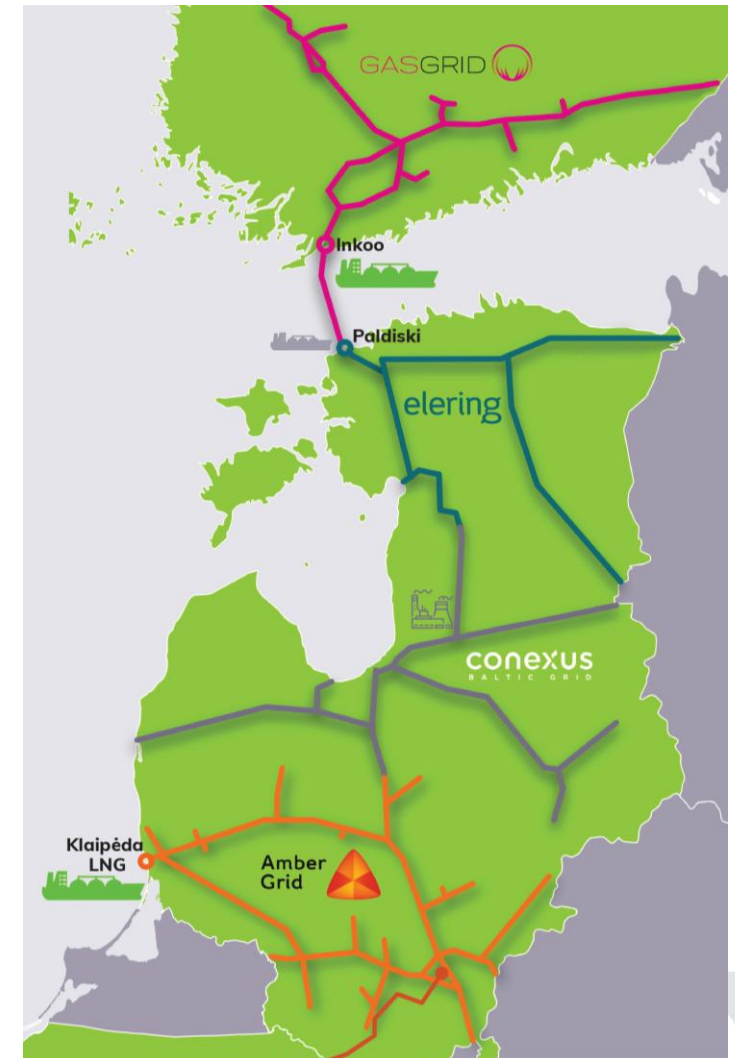 GASGRID
Inkoo
Paldiski
elering
conexus
BALTIC GRID
Klaipėda
LNG
Amber
Grid